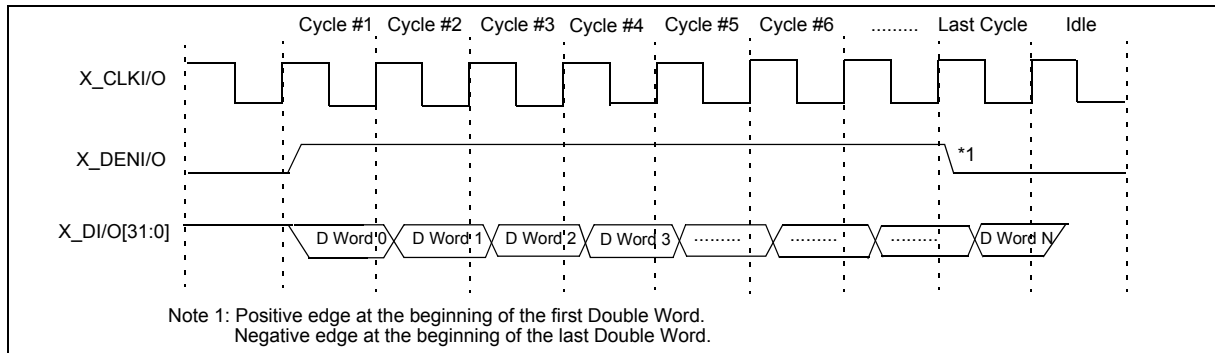 Cycle #1 Cycle #2 Cycle #3 Cycle #4 Cycle #5 Cycle #6 ......... Last Cycle Idle
X_CLKI/O
X_DENI/O *1
X_DI/O[31:0] D Word 0 D Word 1 D Word 2 D Word 3 ......... ......... ......... D Word N
Note 1: Positive edge at the beginning of the first Double Word.
Negative edge at the beginning of the last Double Word.